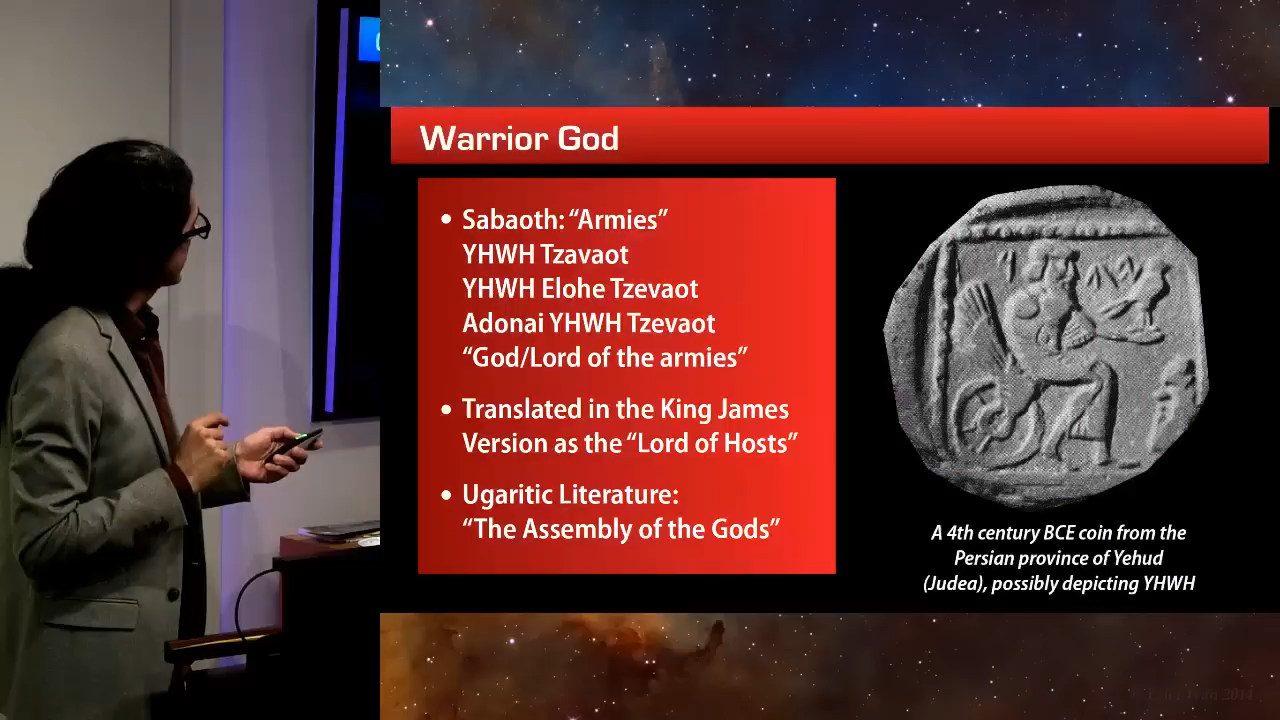 Warrior God
• Sabaoth: “Armies”
YHWH Tzavaot
YHWH Elohe Tzevaot
Adonai YHWH Tzevaot
“God/Lord of the armies”
• Translated in the King James
Version as the “Lord of Hosts”
• Ugaritic Literature:
“The Assembly of the Gods”
A 4th century BCE coin from the
Persian province of Yehud
(Judea), possibly depicting YHWH